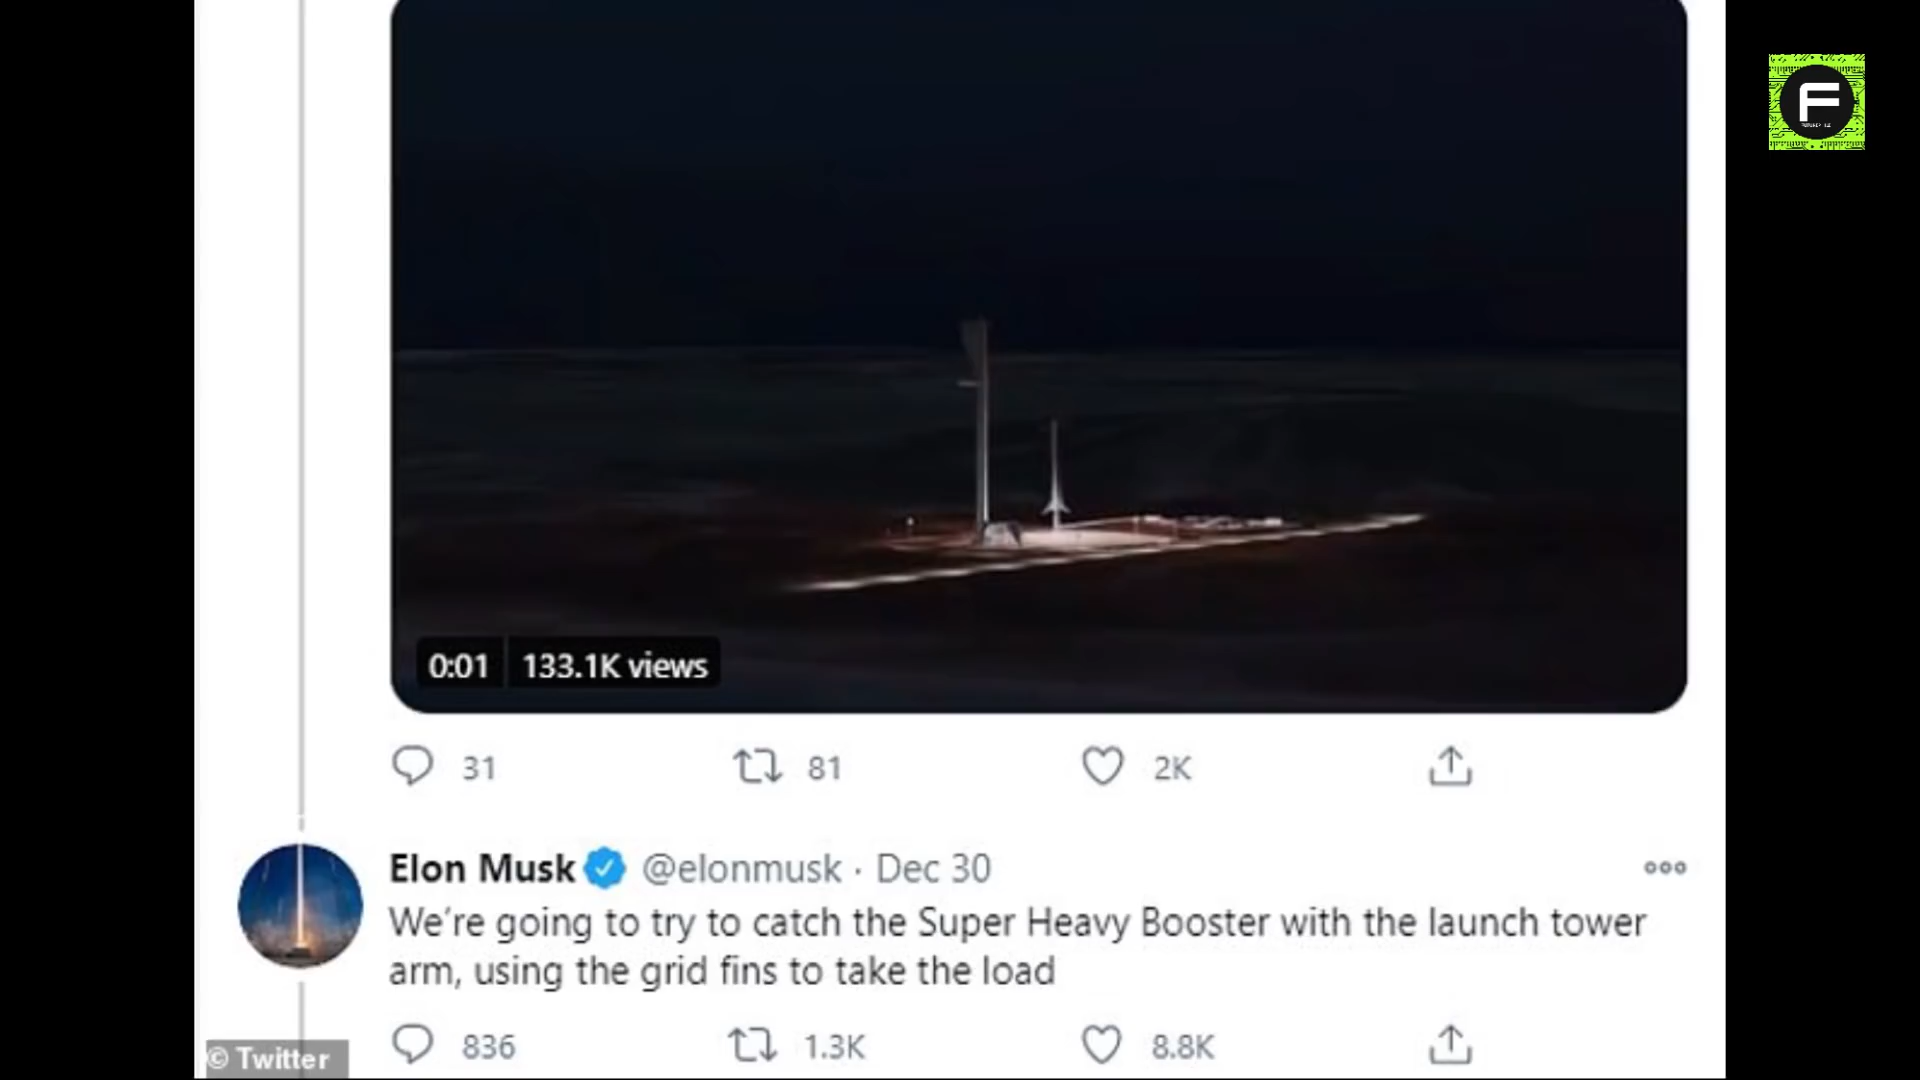 F
0:01 133.1K views
31 81 2K
Elon Musk @elonmusk · Dec 30
We're going to try to catch the Super Heavy Booster with the launch tower
arm, using the grid fins to take the load
836 1.3K 8.8K
© Twitter